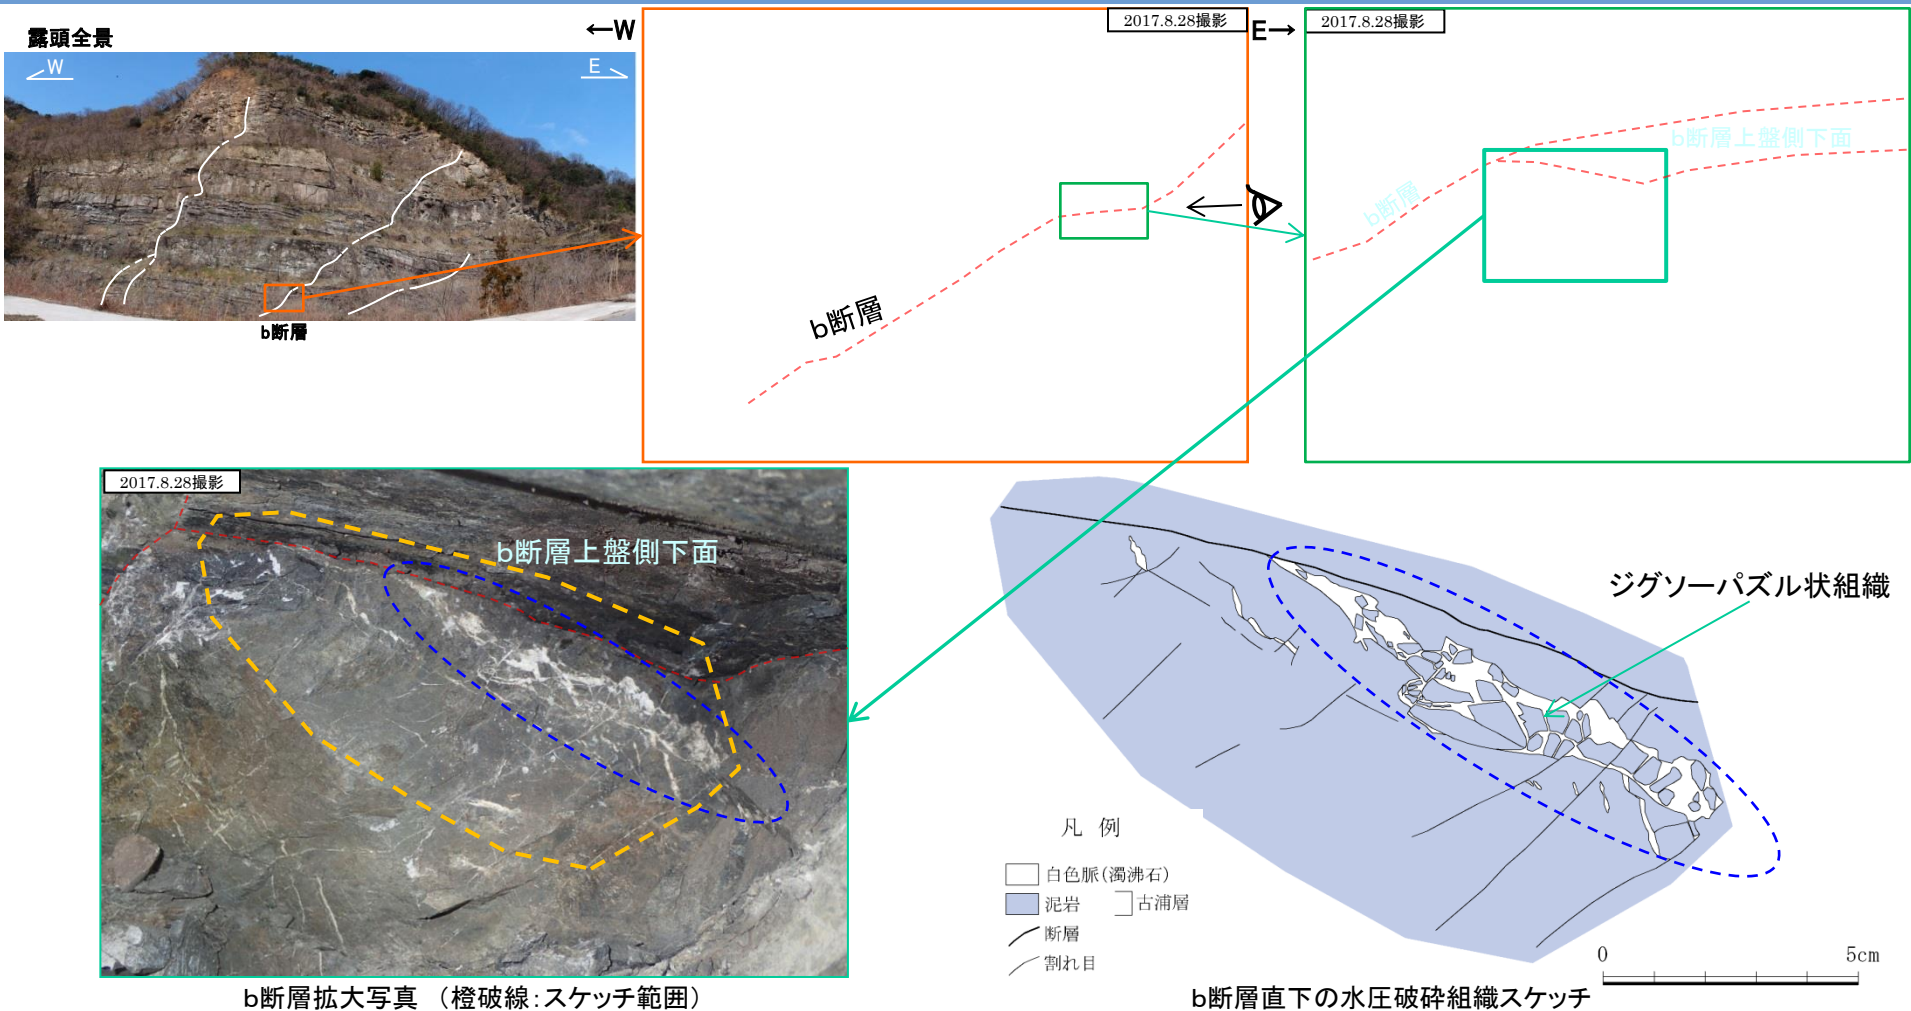 露頭全景
W
E
b断層
←W
2017.8.28撮影
E→
b断層
2017.8.28撮影
b断層上盤側下面
b断層
2017.8.28撮影
b断層上盤側下面
b断層拡大写真 (橙破線:スケッチ範囲)
ジグソーパズル状組織
凡 例
白色脈(濁沸石)
泥岩 古浦層
断層
割れ目
0 5cm
b断層直下の水圧破砕組織スケッチ